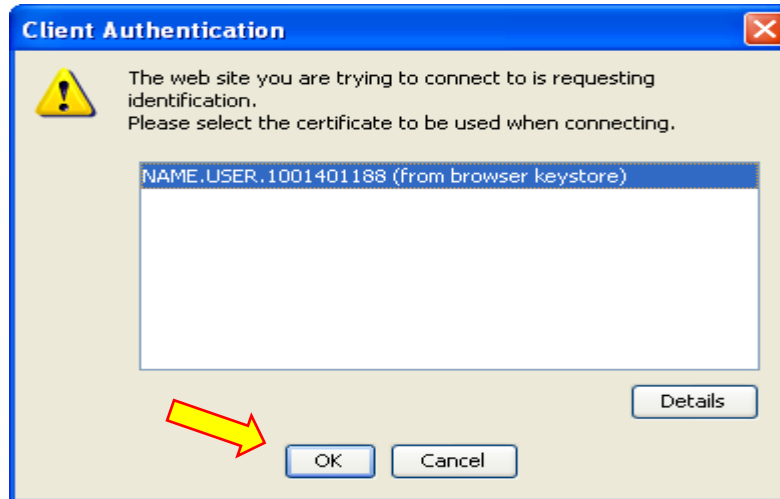 Client Authentication
The web site you are trying to connect to is requesting
identification.
Please select the certificate to be used when connecting.
NAME.USER.1001401188 (from browser keystore)
Details
OK
Cancel